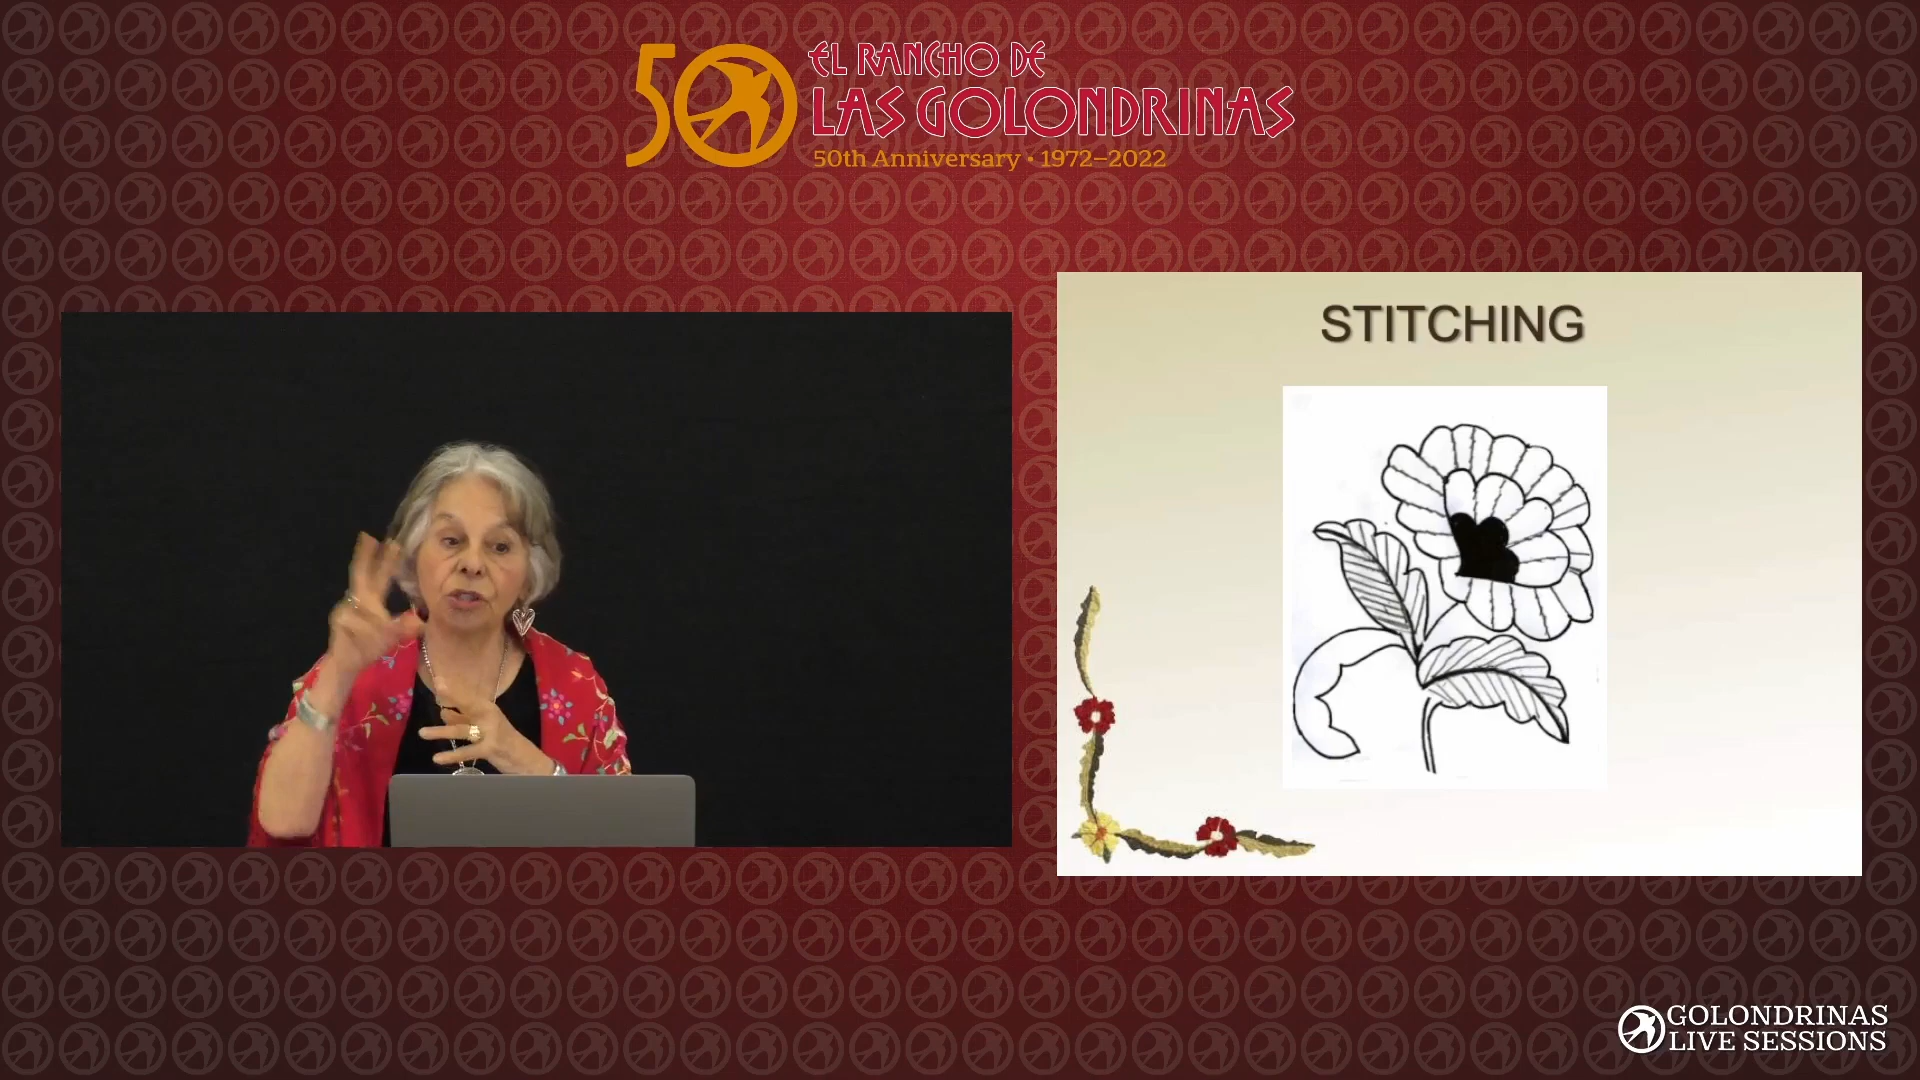 50
EL RANCHO DE
LAS GOLONDRINAS
50th Anniversary • 1972–2022
STITCHING
GOLONDRINAS
LIVE SESSIONS